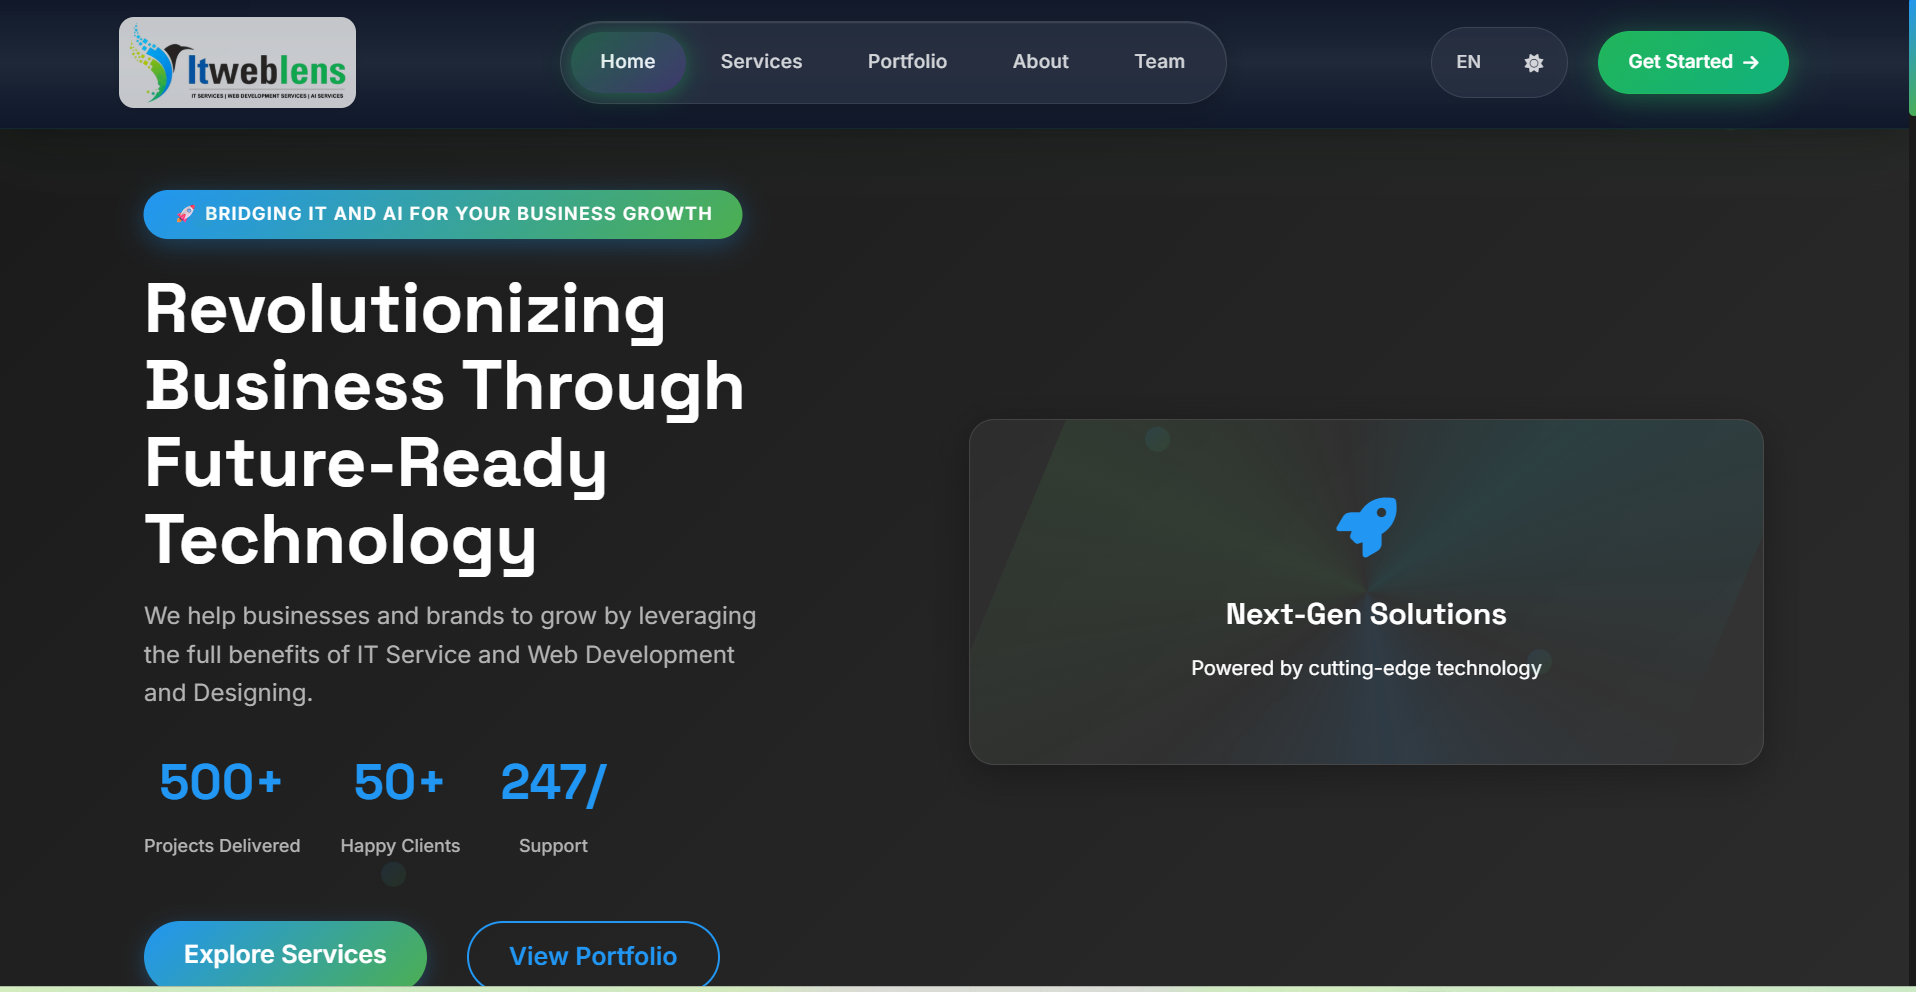 Itweblens
IT SERVICES | WEB DEVELOPMENT SERVICES | AI SERVICES
Home
Services
Portfolio
About
Team
EN
Get Started →
🚀 BRIDGING IT AND AI FOR YOUR BUSINESS GROWTH
Revolutionizing
Business Through
Future-Ready
Technology
We help businesses and brands to grow by leveraging
the full benefits of IT Service and Web Development
and Designing.
500+
Projects Delivered
50+
Happy Clients
247/
Support
Explore Services
View Portfolio
Next-Gen Solutions
Powered by cutting-edge technology